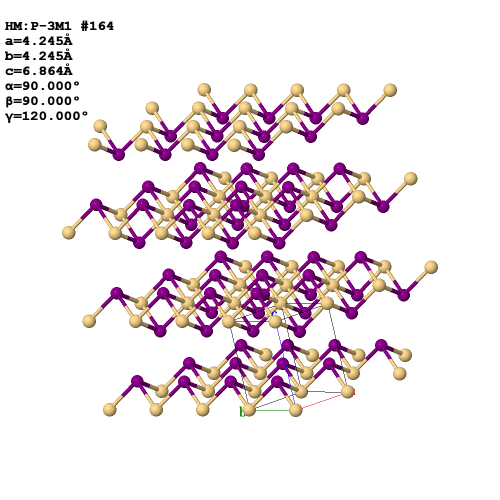 HM:P-3M1 #164
a=4.245Å
b=4.245Å
c=6.864Å
α=90.000°
β=90.000°
γ=120.000°
c
b
a